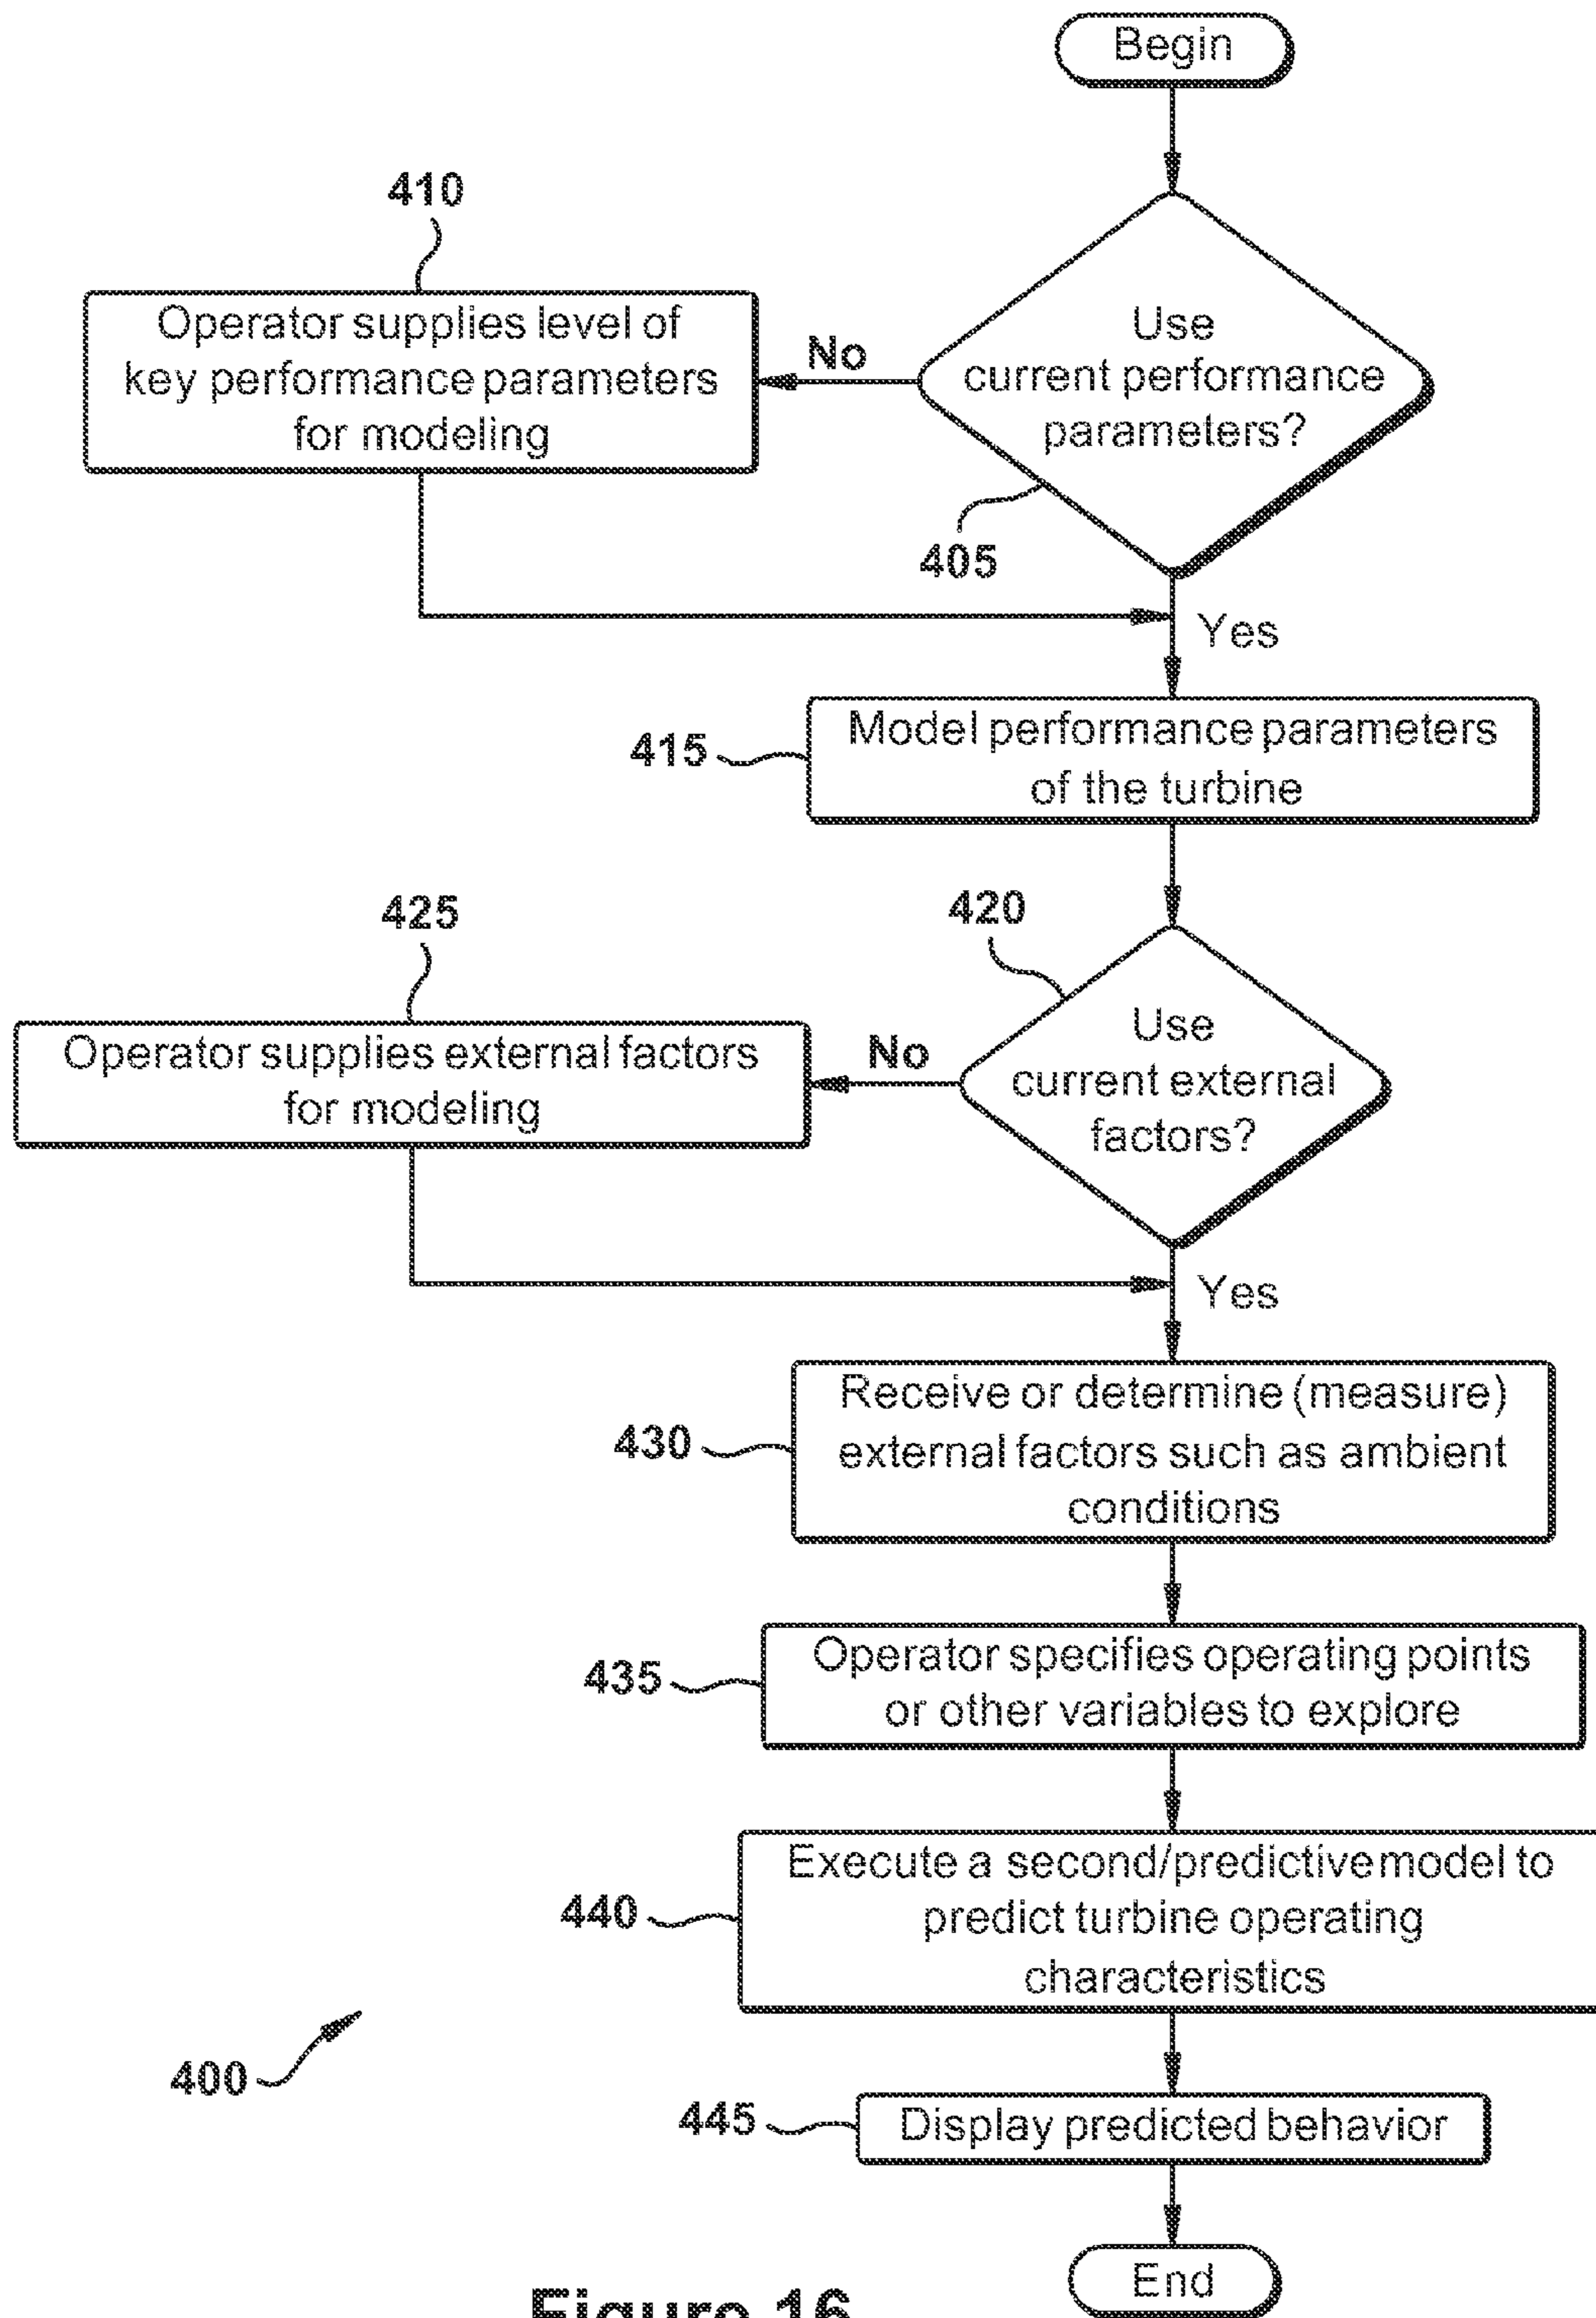 Begin
410
Operator supplies level of
key performance parameters
for modeling
No
Use
current performance
parameters?
405
Yes
415
Model performance parameters
of the turbine
425
420
Operator supplies external factors
for modeling
No
Use
current external
factors?
Yes
430
Receive or determine (measure)
external factors such as ambient
conditions
435
Operator specifies operating points
or other variables to explore
440
Execute a second/predictive model to
predict turbine operating
characteristics
400
445
Display predicted behavior
End
Figure 16